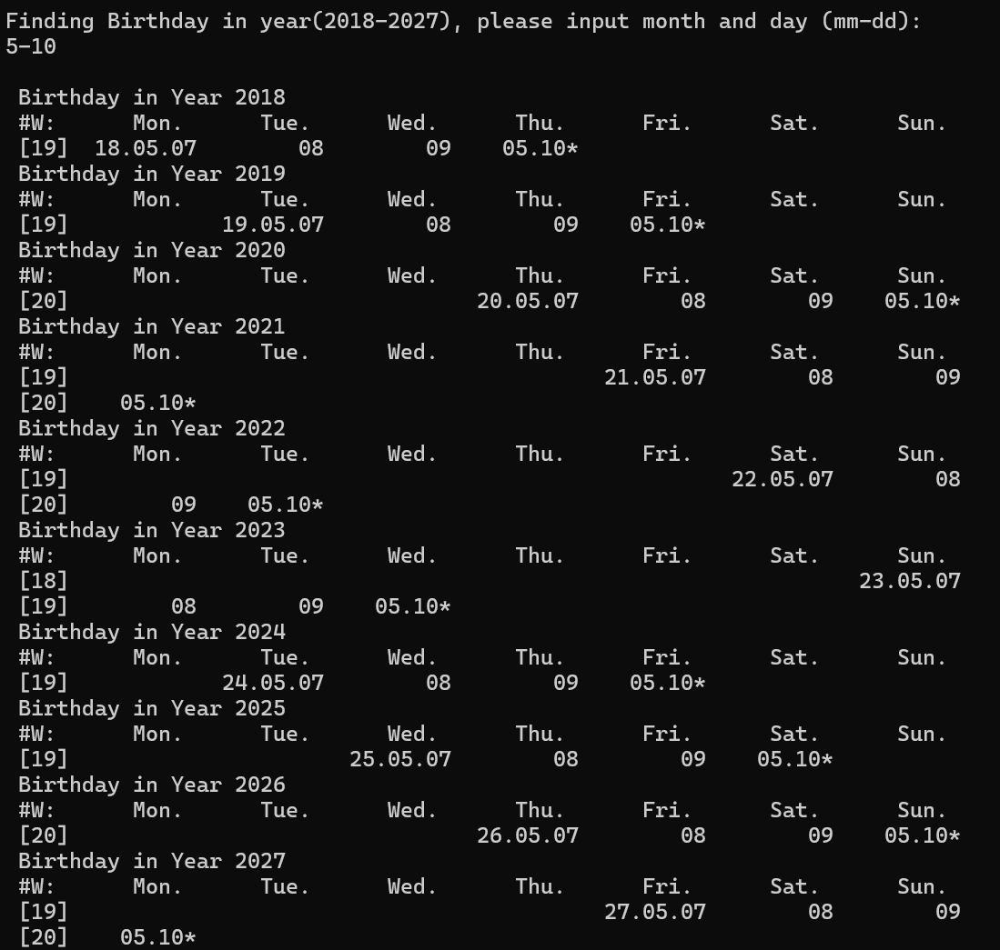 Finding Birthday in year(2018-2027), please input month and day (mm-dd):
5-10
Birthday in Year 2018
#W:      Mon.      Tue.      Wed.      Thu.      Fri.      Sat.      Sun.
[19]  18.05.07        08        09    05.10*
Birthday in Year 2019
#W:      Mon.      Tue.      Wed.      Thu.      Fri.      Sat.      Sun.
[19]            19.05.07        08        09    05.10*
Birthday in Year 2020
#W:      Mon.      Tue.      Wed.      Thu.      Fri.      Sat.      Sun.
[20]                                20.05.07        08        09    05.10*
Birthday in Year 2021
#W:      Mon.      Tue.      Wed.      Thu.      Fri.      Sat.      Sun.
[19]                                          21.05.07        08        09
[20]    05.10*
Birthday in Year 2022
#W:      Mon.      Tue.      Wed.      Thu.      Fri.      Sat.      Sun.
[19]                                                    22.05.07        08
[20]        09    05.10*
Birthday in Year 2023
#W:      Mon.      Tue.      Wed.      Thu.      Fri.      Sat.      Sun.
[18]                                                              23.05.07
[19]        08        09    05.10*
Birthday in Year 2024
#W:      Mon.      Tue.      Wed.      Thu.      Fri.      Sat.      Sun.
[19]            24.05.07        08        09    05.10*
Birthday in Year 2025
#W:      Mon.      Tue.      Wed.      Thu.      Fri.      Sat.      Sun.
[19]                      25.05.07        08        09    05.10*
Birthday in Year 2026
#W:      Mon.      Tue.      Wed.      Thu.      Fri.      Sat.      Sun.
[20]                                26.05.07        08        09    05.10*
Birthday in Year 2027
#W:      Mon.      Tue.      Wed.      Thu.      Fri.      Sat.      Sun.
[19]                                          27.05.07        08        09
[20]    05.10*